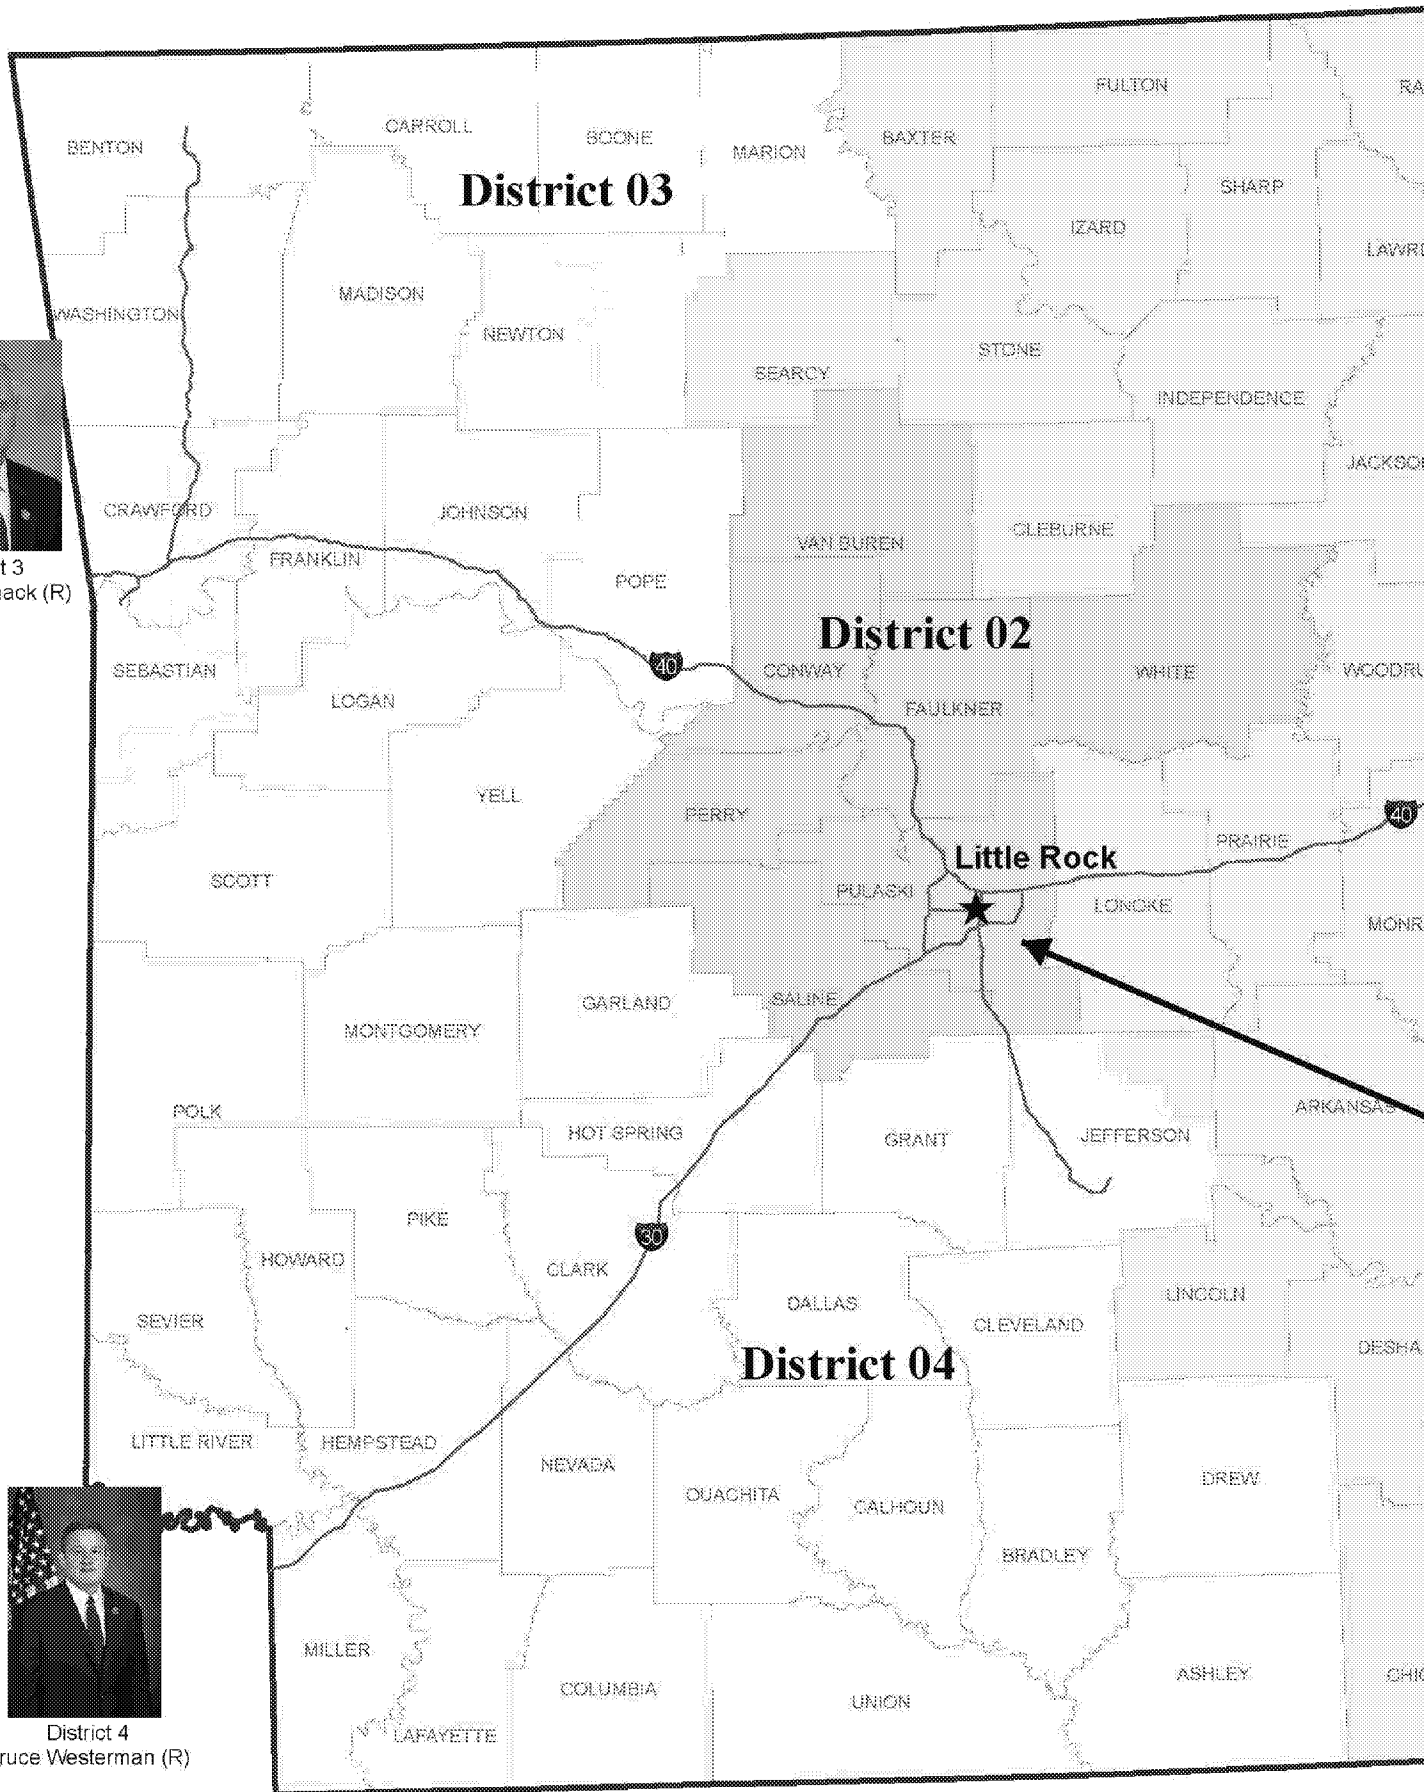 FULTON
RA
CARROLL
BOONE
BAXTER
BENTON
MARION
District 03
SHARP
IZARD
LAWRE
MADISON
WASHINGTON
NEWTON
STONE
SEARCY
INDEPENDENCE
JACKSO
CRAWFORD
JOHNSON
CLEBURNE
VAN BUREN
FRANKLIN
t 3
ack (R)
POPE
District 02
40
SEBASTIAN
CONWAY
WHITE
WOODRU
LOGAN
FAULKNER
YELL
PERRY
40
PRAIRIE
Little Rock
SCOTT
PULASKI
LONOKE
MONR
GARLAND
SALINE
MONTGOMERY
POLK
ARKANSAS
HOT SPRING
GRANT
JEFFERSON
PIKE
30
HOWARD
CLARK
LINCOLN
DALLAS
SEVIER
CLEVELAND
DESHA
District 04
LITTLE RIVER
HEMPSTEAD
NEVADA
DREW
OUACHITA
CALHOUN
BRADLEY
MILLER
COLUMBIA
ASHLEY
CHIC
UNION
LAFAYETTE
District 4
ruce Westerman (R)